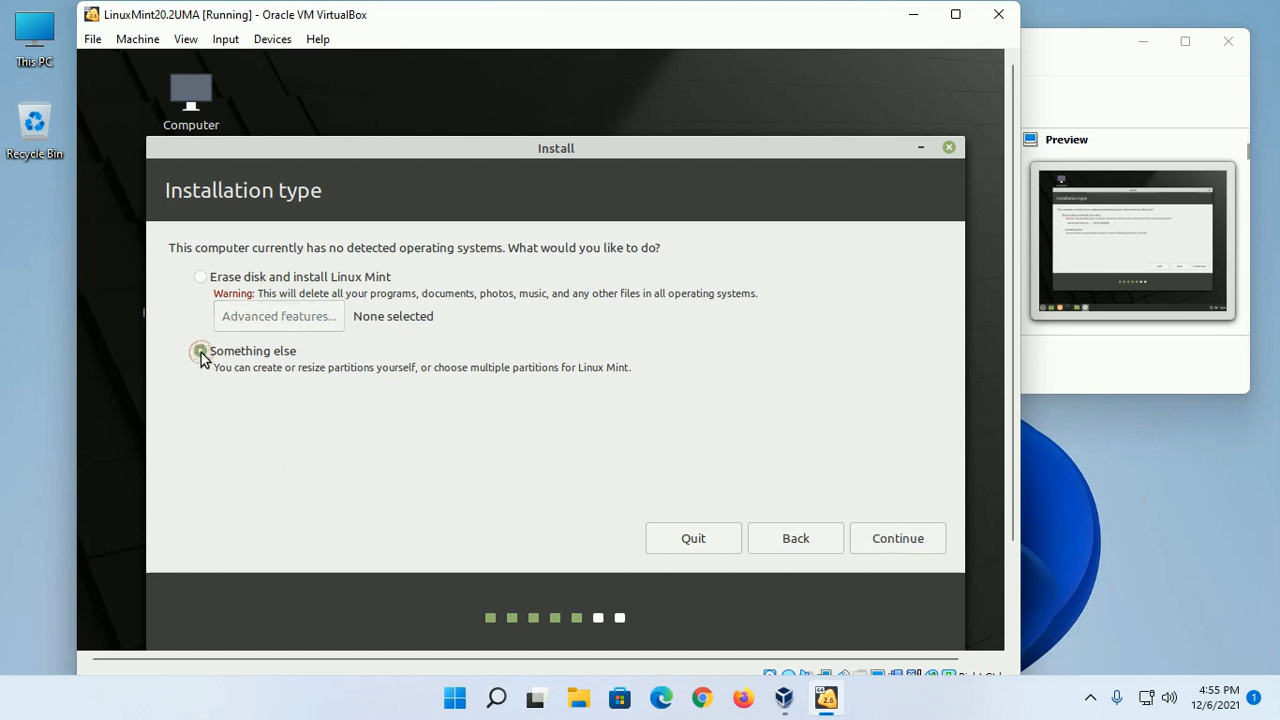 LinuxMint20.2UMA [Running] - Oracle VM VirtualBox
File Machine View Input Devices Help
This PC
Recycle Bin
Computer
Preview
Install
Installation type
This computer currently has no detected operating systems. What would you like to do?
Erase disk and install Linux Mint
Warning: This will delete all your programs, documents, photos, music, and any other files in all operating systems.
Advanced features... None selected
Something else
You can create or resize partitions yourself, or choose multiple partitions for Linux Mint.
Quit Back Continue
4:55 PM
12/6/2021
1